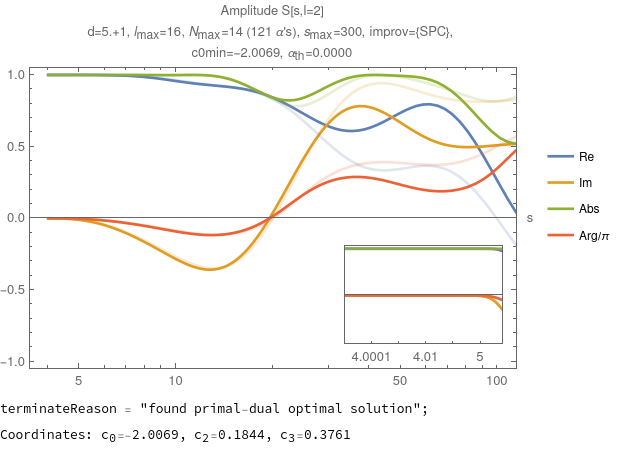 Amplitude S[s,l=2]
d=5.+1, lmax=16, Nmax=14 (121 α's), smax=300, improv={SPC},
c0min=−2.0069, αth=0.0000
1.0
0.5
0.0
−0.5
−1.0
5
10
50
100
s
Re
Im
Abs
Arg/π
4.0001
4.01
5
terminateReason = "found primal-dual optimal solution";
Coordinates: c0=-2.0069, c2=0.1844, c3=0.3761